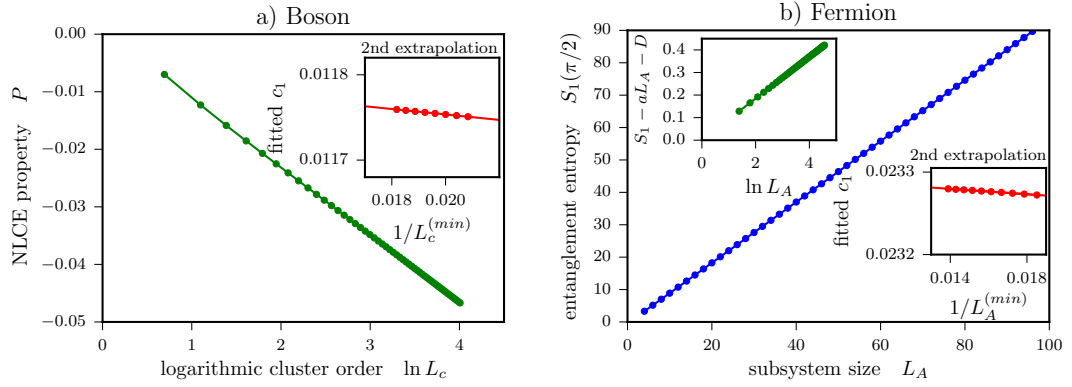 a) Boson
NLCE property P
0.00
−0.01
−0.02
−0.03
−0.04
−0.05
0 1 2 3 4
logarithmic cluster order ln L_c
2nd extrapolation
fitted c_1
0.0118
0.0117
0.018 0.020
1/L_c^{(min)}
b) Fermion
entanglement entropy S_1(π/2)
90
80
70
60
50
40
30
20
10
0
0 20 40 60 80 100
subsystem size L_A
S_1 − aL_A − D
0.4
0.3
0.2
0.1
0.0
0 2 4
ln L_A
2nd extrapolation
fitted c_1
0.0233
0.0232
0.014 0.018
1/L_A^{(min)}